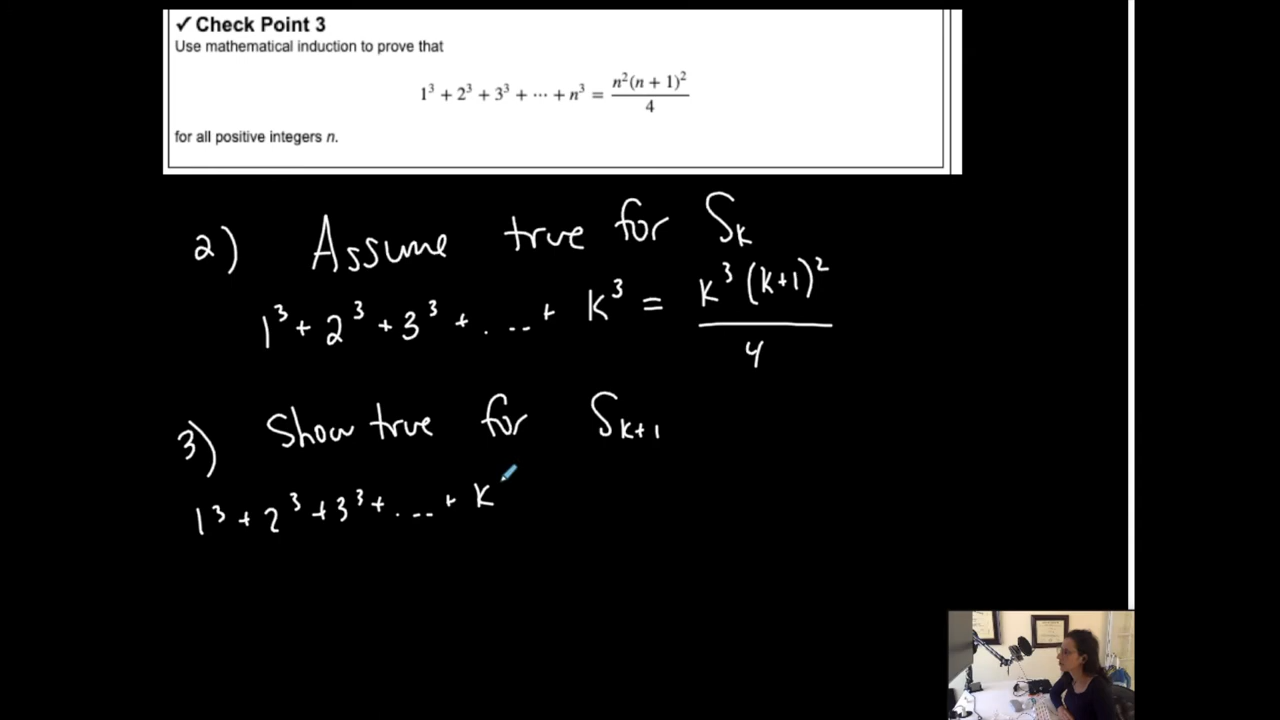 ✓ Check Point 3
Use mathematical induction to prove that
1³ + 2³ + 3³ + ⋯ + n³ = n²(n + 1)² / 4
for all positive integers n.
2) Assume true for Sₖ
1³ + 2³ + 3³ + . . . + k³ = k³ (k+1)² / 4
3) Show true for Sₖ₊₁
1³ + 2³ + 3³ + . . . + k